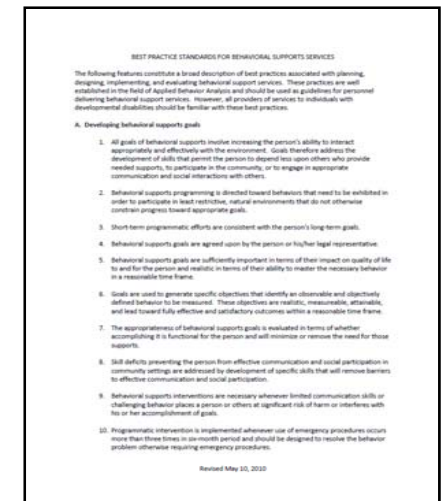 BEST PRACTICE STANDARDS FOR BEHAVIORAL SUPPORTS SERVICES
The following features constitute a broad description of best practices associated with planning,
designing, implementing, and evaluating behavioral support services. These practices are well
established in the field of Applied Behavior Analysis and should be used as guidelines for personnel
delivering behavioral support services. However, all providers of services to individuals with
developmental disabilities should be familiar with these best practices.
A. Developing behavioral supports goals
1. All goals of behavioral supports involve increasing the person's ability to interact
appropriately and effectively with the environment. Goals therefore address the
development of skills that permit the person to depend less upon others who provide
needed supports, to participate in the community, or to engage in appropriate
communication and social interactions with others.
2. Behavioral supports programming is directed toward behaviors that need to be exhibited in
order to participate in least restrictive, natural environments that do not otherwise
constrain progress toward appropriate goals.
3. Short-term programmatic efforts are consistent with the person's long-term goals.
4. Behavioral supports goals are agreed upon by the person or his/her legal representative.
5. Behavioral supports goals are sufficiently important in terms of their impact on quality of life
to and for the person and realistic in terms of their ability to master the necessary behavior
in a reasonable time frame.
6. Goals are used to generate specific objectives that identify an observable and objectively
defined behavior to be measured. These objectives are realistic, measureable, attainable,
and lead toward fully effective and satisfactory outcomes within a reasonable time frame.
7. The appropriateness of behavioral supports goals is evaluated in terms of whether
accomplishing it is functional for the person and will minimize or remove the need for those
supports.
8. Skill deficits preventing the person from effective communication and social participation in
community settings are addressed by development of specific skills that will remove barriers
to effective communication and social participation.
9. Behavioral supports interventions are necessary whenever limited communication skills or
challenging behavior places a person or others at significant risk of harm or interferes with
his or her accomplishment of goals.
10. Programmatic intervention is implemented whenever use of emergency procedures occurs
more than three times in six-month period and should be designed to resolve the behavior
problem otherwise requiring emergency procedures.
Revised May 10, 2010